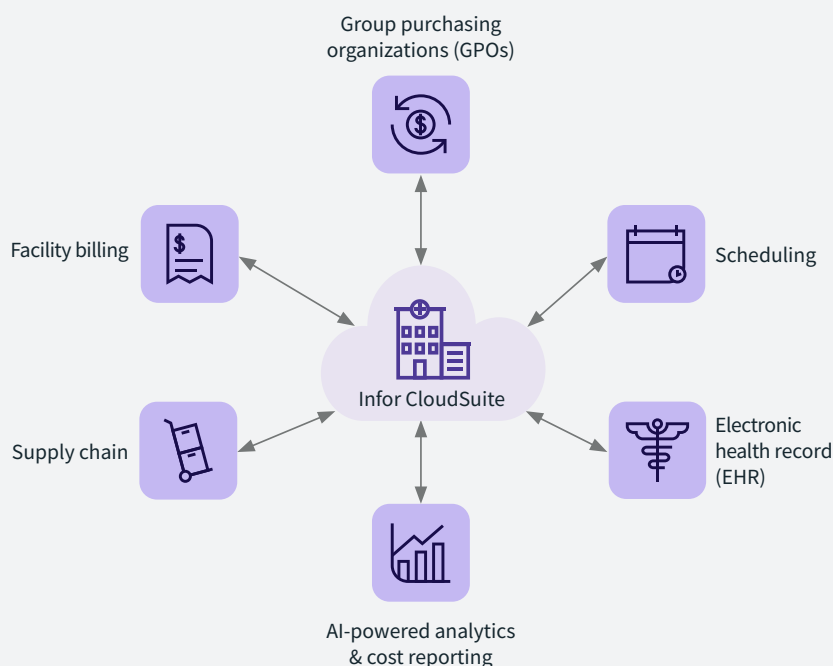 Group purchasing
organizations (GPOs)
$
Facility billing
$
Scheduling
Infor CloudSuite
Supply chain
Electronic
health record
(EHR)
AI-powered analytics
& cost reporting